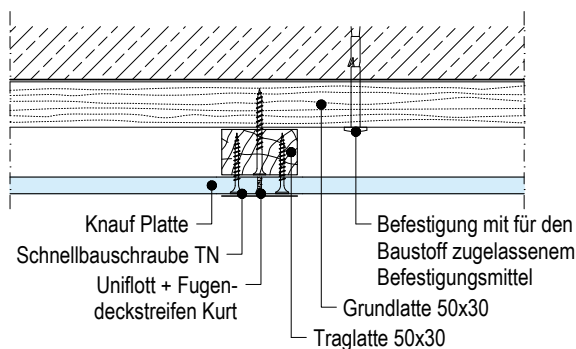 Knauf Platte
Schnellbauschraube TN
Uniflott + Fugen-
deckstreifen Kurt
Befestigung mit für den
Baustoff zugelassenem
Befestigungsmittel
Grundlatte 50x30
Traglatte 50x30